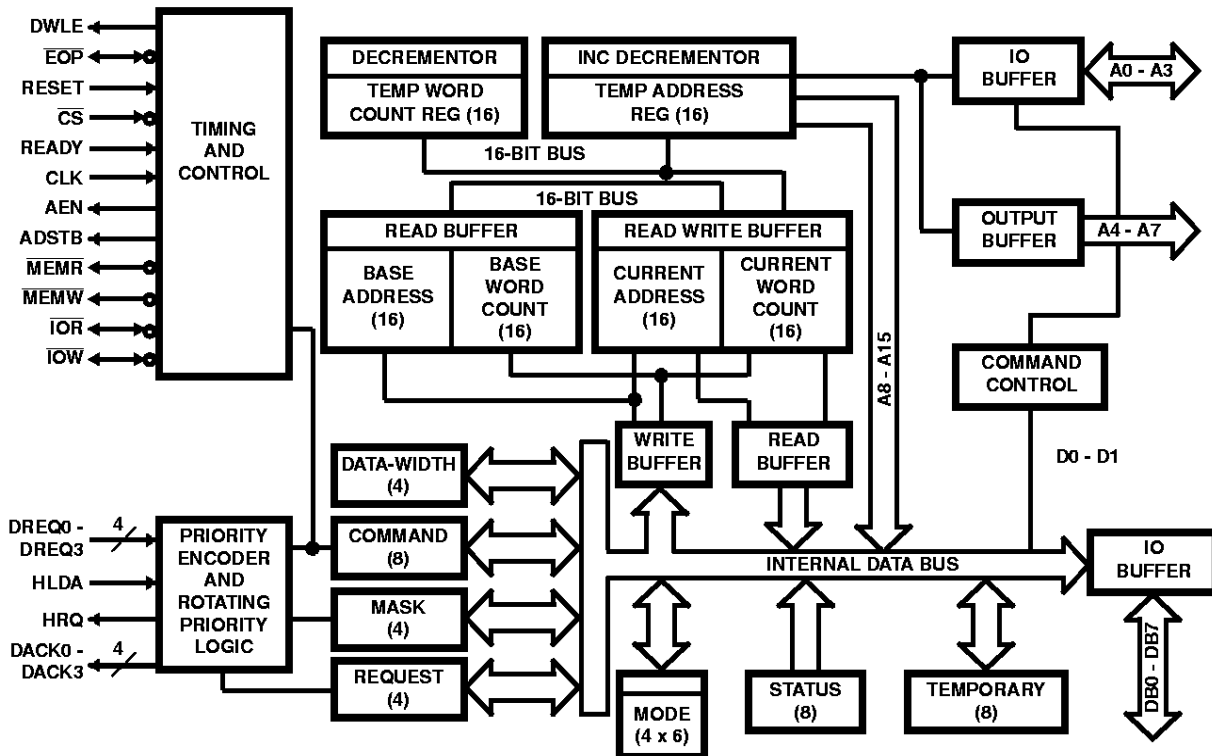 DWLE
EOP
RESET
CS
READY
CLK
AEN
ADSTB
MEMR
MEMW
IOR
IOW
TIMING
AND
CONTROL
DECREMENTOR
TEMP WORD
COUNT REG (16)
INC DECREMENTOR
TEMP ADDRESS
REG (16)
IO
BUFFER
A0 - A3
16-BIT BUS
16-BIT BUS
READ BUFFER
BASE
ADDRESS
(16)
BASE
WORD
COUNT
(16)
READ WRITE BUFFER
CURRENT
ADDRESS
(16)
CURRENT
WORD
COUNT
(16)
A8 - A15
OUTPUT
BUFFER
A4 - A7
COMMAND
CONTROL
WRITE
BUFFER
READ
BUFFER
D0 - D1
DATA-WIDTH
(4)
DREQ0 -
DREQ3
4
HLDA
HRQ
DACK0 -
DACK3
4
PRIORITY
ENCODER
AND
ROTATING
PRIORITY
LOGIC
COMMAND
(8)
MASK
(4)
REQUEST
(4)
INTERNAL DATA BUS
IO
BUFFER
DB0 - DB7
MODE
(4 x 6)
STATUS
(8)
TEMPORARY
(8)